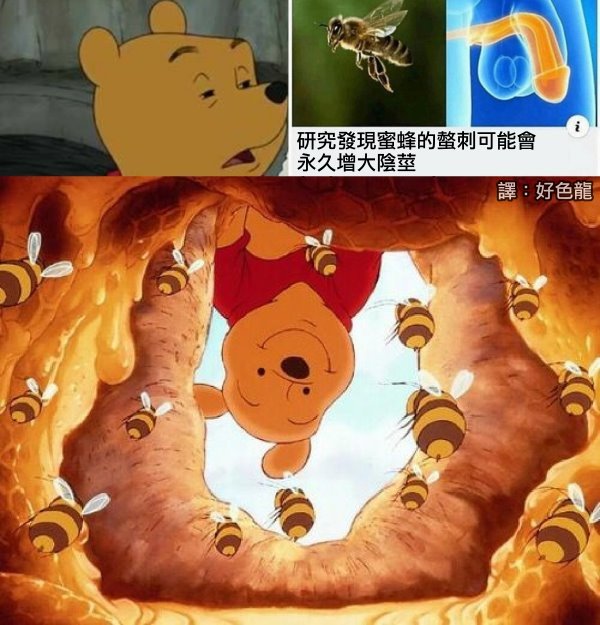 研究發現蜜蜂的螫刺可能會
永久增大陰莖
譯：好色龍